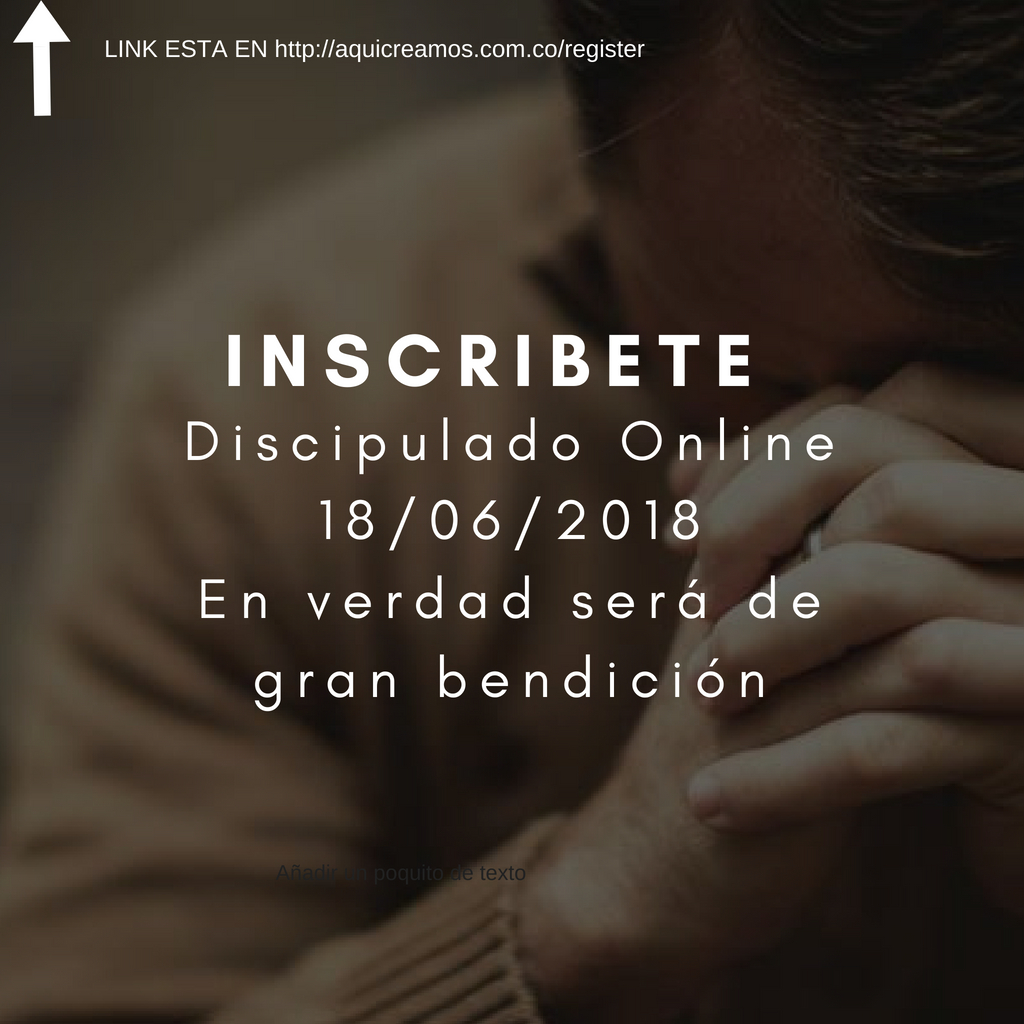 LINK ESTA EN http://aquicreamos.com.co/register
INSCRIBETE
Discipulado Online
18/06/2018
En verdad será de
gran bendición
Añadir un poquito de texto